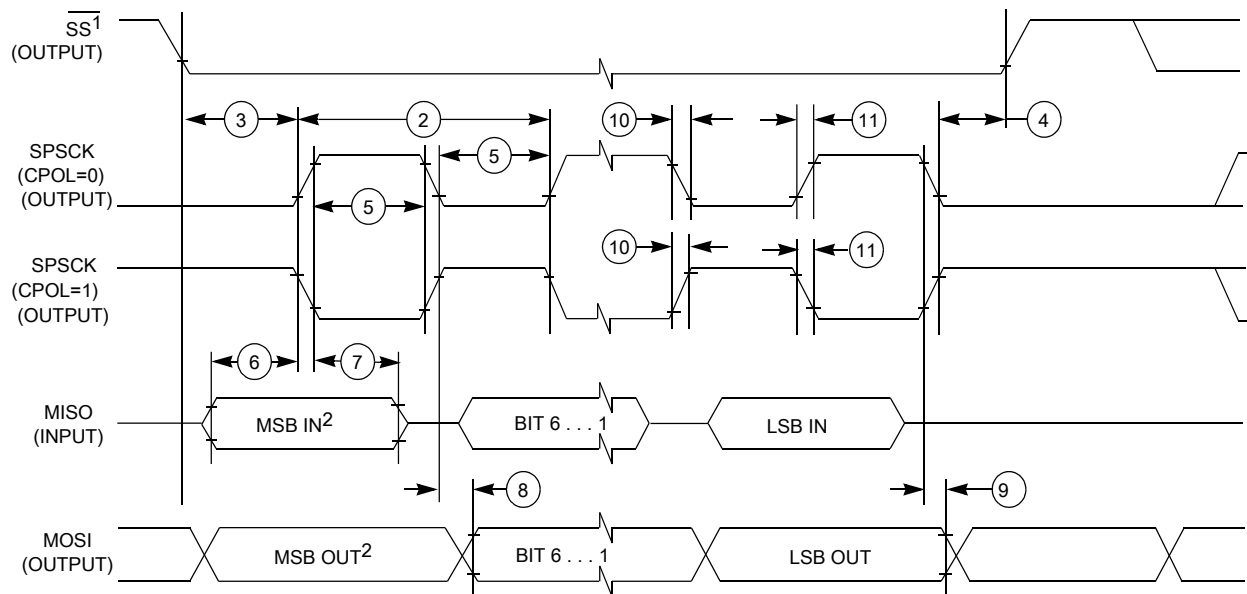 SS1
(OUTPUT)
3
2
10
11
4
SPSCK
(CPOL=0)
(OUTPUT)
5
5
SPSCK
(CPOL=1)
(OUTPUT)
10
11
6
7
MISO
(INPUT)
MSB IN2
BIT 6 . . . 1
LSB IN
8
9
MOSI
(OUTPUT)
MSB OUT2
BIT 6 . . . 1
LSB OUT